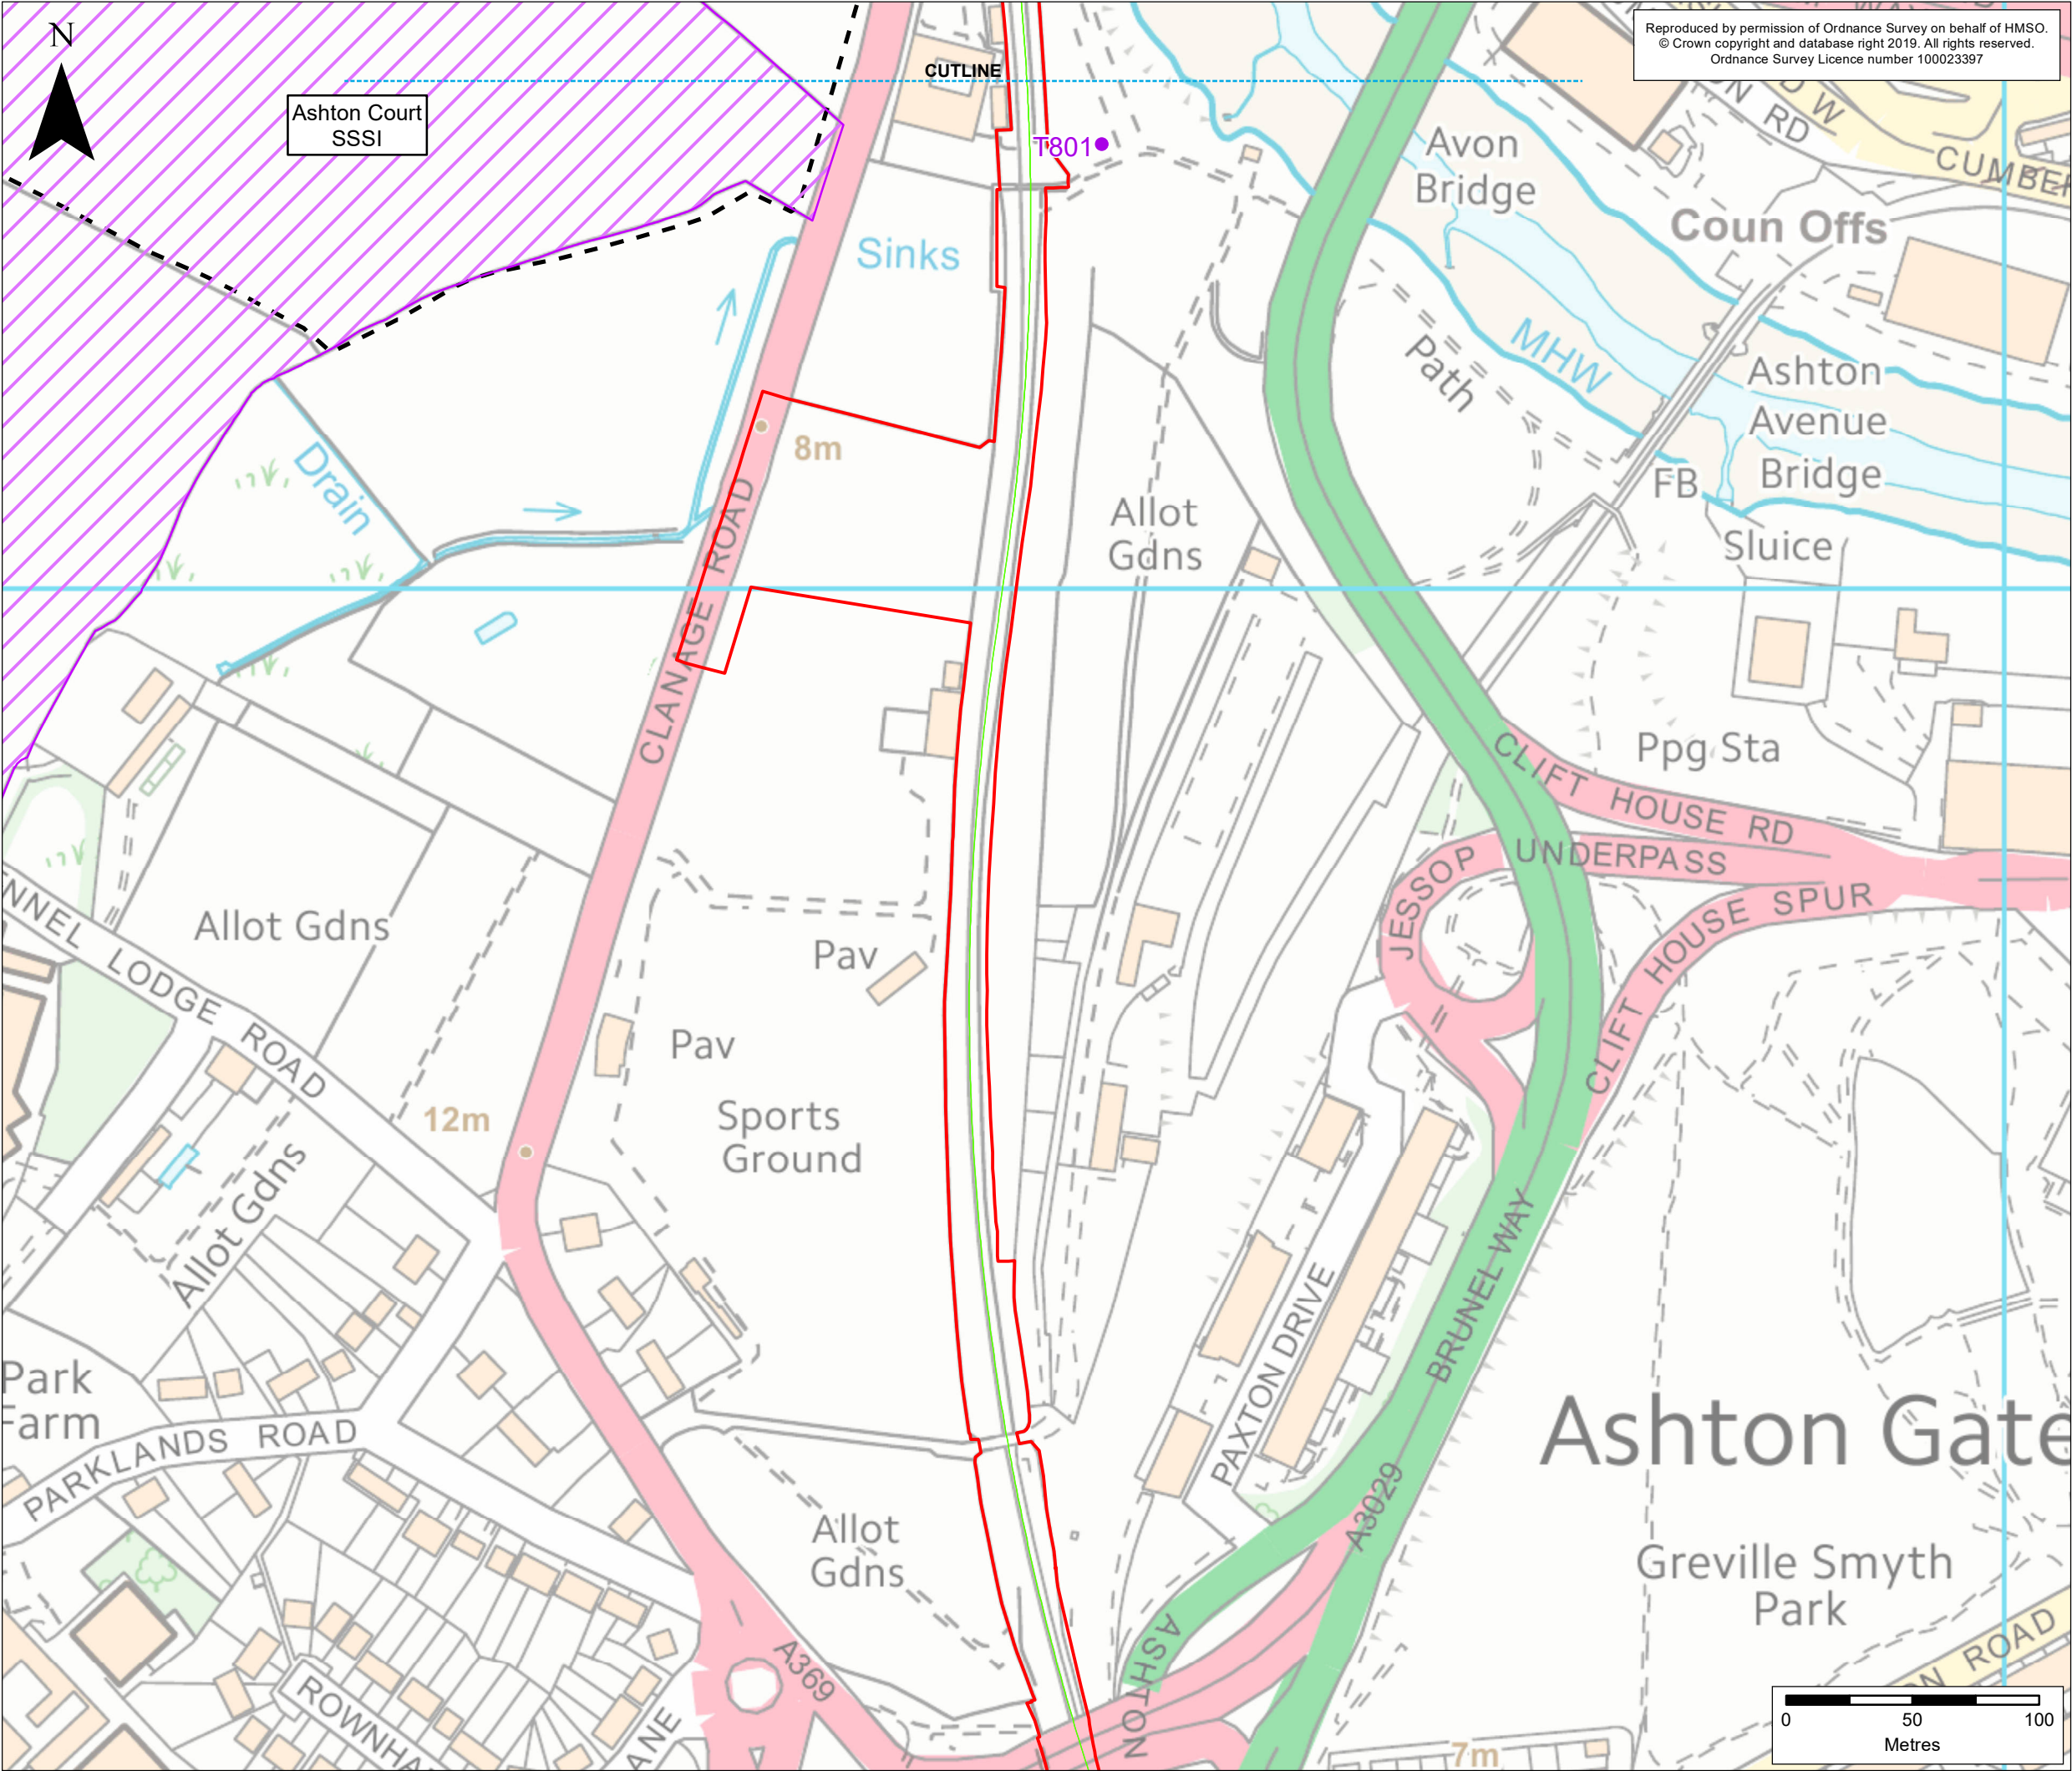 N
Reproduced by permission of Ordnance Survey on behalf of HMSO.
© Crown copyright and database right 2019. All rights reserved.
Ordnance Survey Licence number 100023397
CUTLINE
Ashton Court
SSSI
T801
Avon
Bridge
CUMBER
Coun Offs
Sinks
MHW
Path
Ashton
Avenue
Bridge
8m
Drain
FB
Allot
Gdns
Sluice
CLANAGE ROAD
Ppg Sta
CLIFT HOUSE RD
JESSOP UNDERPASS
CLIFT HOUSE SPUR
Allot Gdns
NNEL LODGE ROAD
Pav
Pav
Sports
Ground
12m
Allot Gdns
BRUNEL WAY
PAXTON DRIVE
Park
Farm
PARKLANDS ROAD
Ashton Gate
A3029
Allot
Gdns
Greville Smyth
Park
ASHTON
A369
ROWNHA
ANE
ON ROAD
7m
0 50 100
Metres